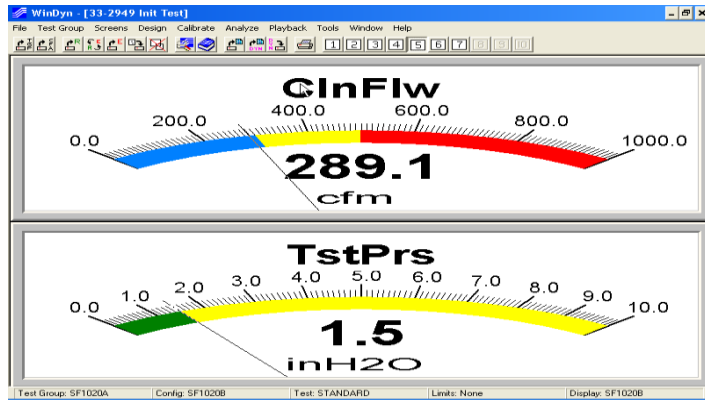 WinDyn - [33-2949 Init Test]
File Test Group Screens Design Calibrate Analyze Playback Tools Window Help
1 2 3 4 5 6 7 8 9 10
ClnFlw
0.0 200.0 400.0 600.0 800.0 1000.0
289.1
cfm
TstPrs
0.0 1.0 2.0 3.0 4.0 5.0 6.0 7.0 8.0 9.0 10.0
1.5
inH2O
Test Group: SF1020A Config: SF1020B Test: STANDARD Limits: None Display: SF1020B